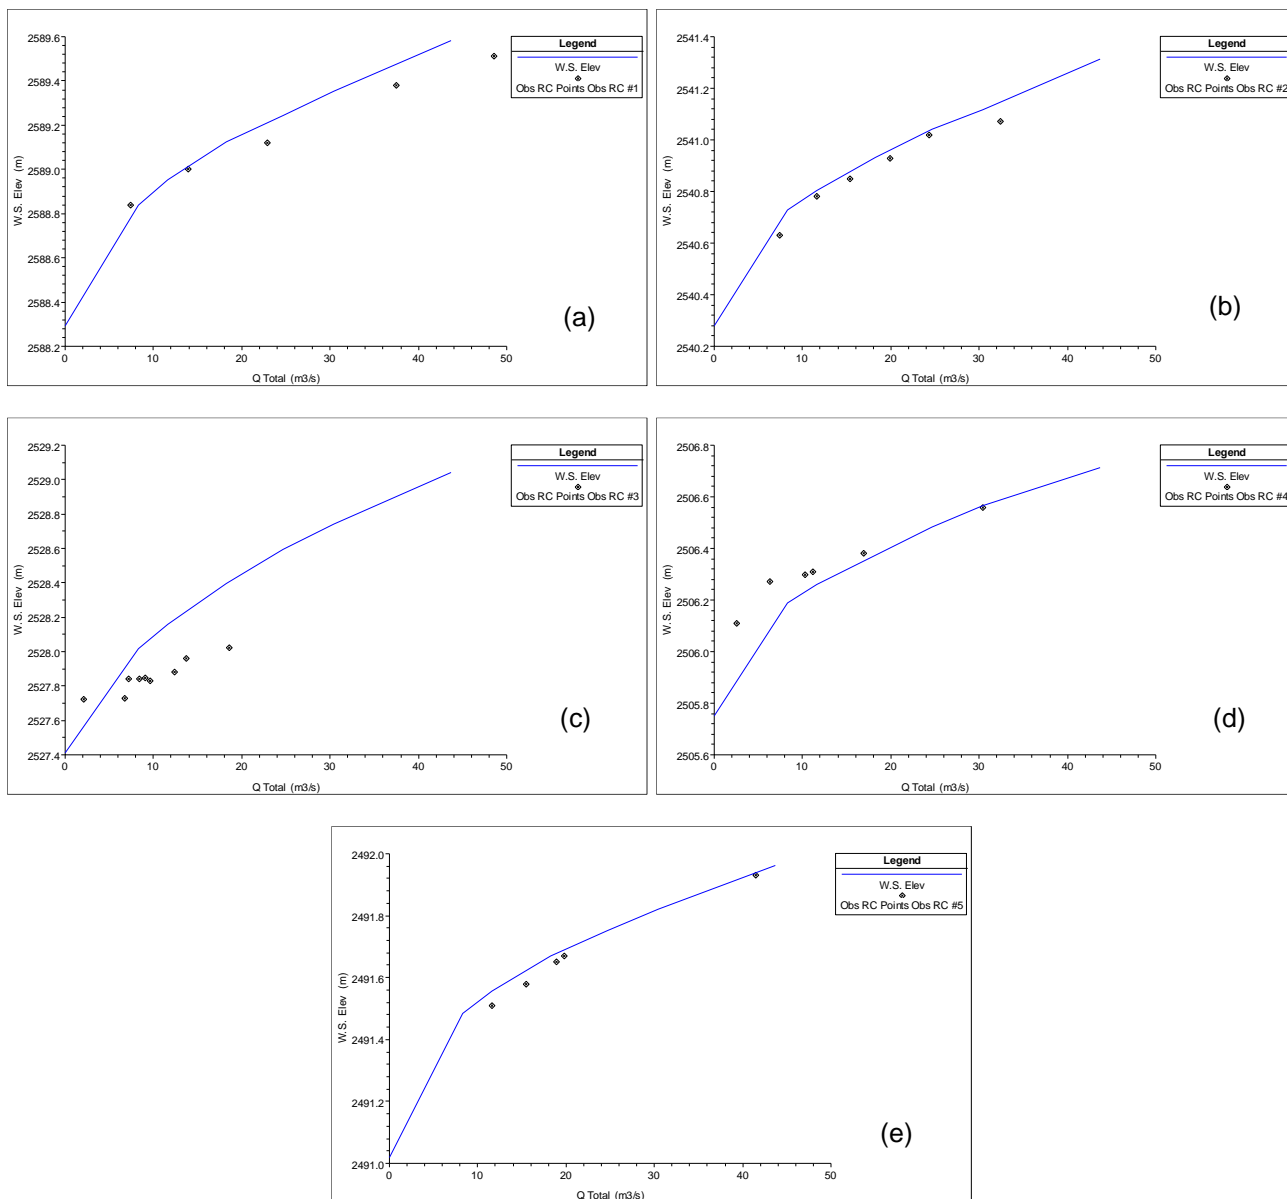 2589.6
2589.4
2589.2
2589.0
2588.8
2588.6
2588.4
2588.2
W.S. Elev (m)
0 10 20 30 40 50
Q Total (m3/s)
Legend
W.S. Elev
Obs RC Points Obs RC #1
(a)
2541.4
2541.2
2541.0
2540.8
2540.6
2540.4
2540.2
W.S. Elev (m)
0 10 20 30 40 50
Q Total (m3/s)
Legend
W.S. Elev
Obs RC Points Obs RC #2
(b)
2529.2
2529.0
2528.8
2528.6
2528.4
2528.2
2528.0
2527.8
2527.6
2527.4
W.S. Elev (m)
0 10 20 30 40 50
Q Total (m3/s)
Legend
W.S. Elev
Obs RC Points Obs RC #3
(c)
2506.8
2506.6
2506.4
2506.2
2506.0
2505.8
2505.6
W.S. Elev (m)
0 10 20 30 40 50
Q Total (m3/s)
Legend
W.S. Elev
Obs RC Points Obs RC #4
(d)
2492.0
2491.8
2491.6
2491.4
2491.2
2491.0
W.S. Elev (m)
0 10 20 30 40 50
Q Total (m3/s)
Legend
W.S. Elev
Obs RC Points Obs RC #5
(e)